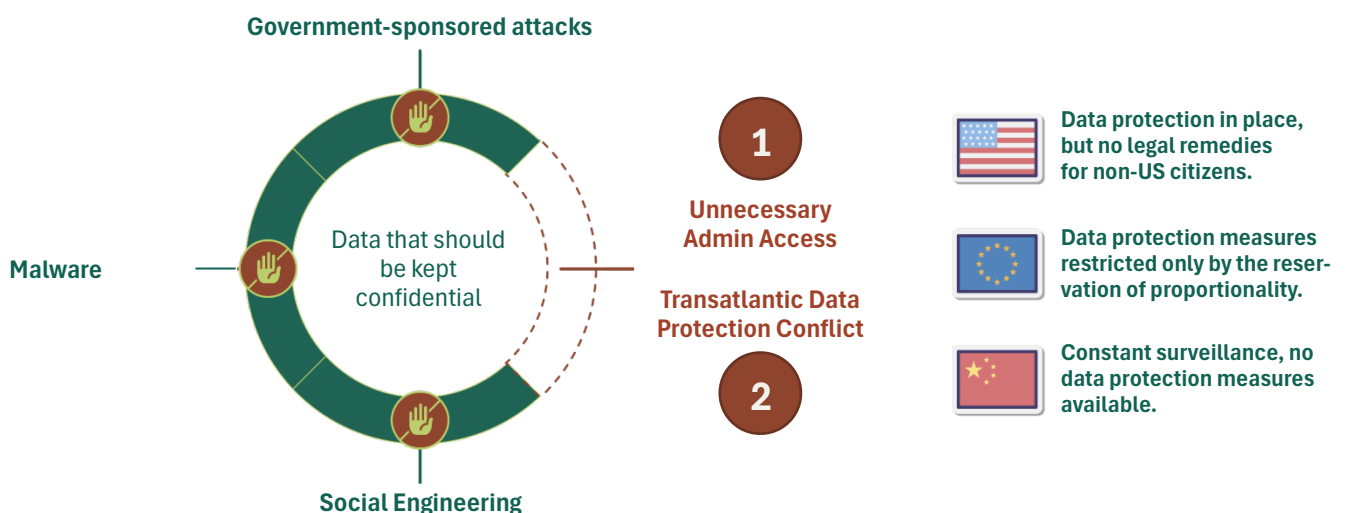 Government-sponsored attacks
Malware
Data that should
be kept
confidential
Social Engineering
1
Unnecessary
Admin Access
Transatlantic Data
Protection Conflict
2
Data protection in place,
but no legal remedies
for non-US citizens.
Data protection measures
restricted only by the reser-
vation of proportionality.
Constant surveillance, no
data protection measures
available.